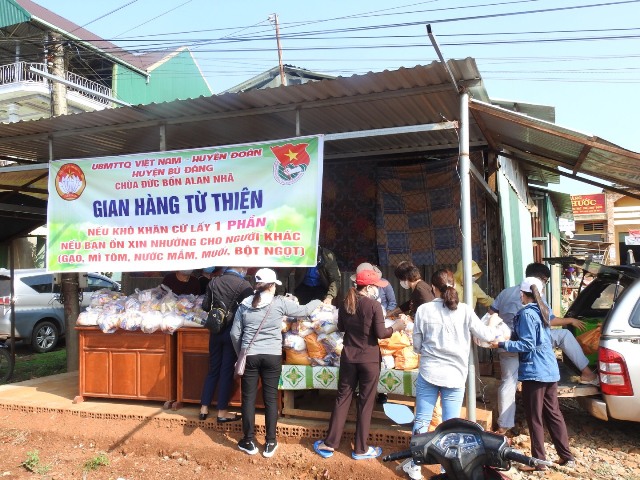 UBMTTQ VIỆT NAM - HUYỆN ĐOÀN
HUYỆN BÙ ĐĂNG
CHÙA ĐỨC BỔN ALAN NHÃ
GIAN HÀNG TỪ THIỆN
NẾU KHÓ KHĂN CỨ LẤY 1 PHẦN
NẾU BẠN ỔN XIN NHƯỜNG CHO NGƯỜI KHÁC
(GẠO, MÌ TÔM, NƯỚC MẮM, MUỐI, BỘT NGỌT)